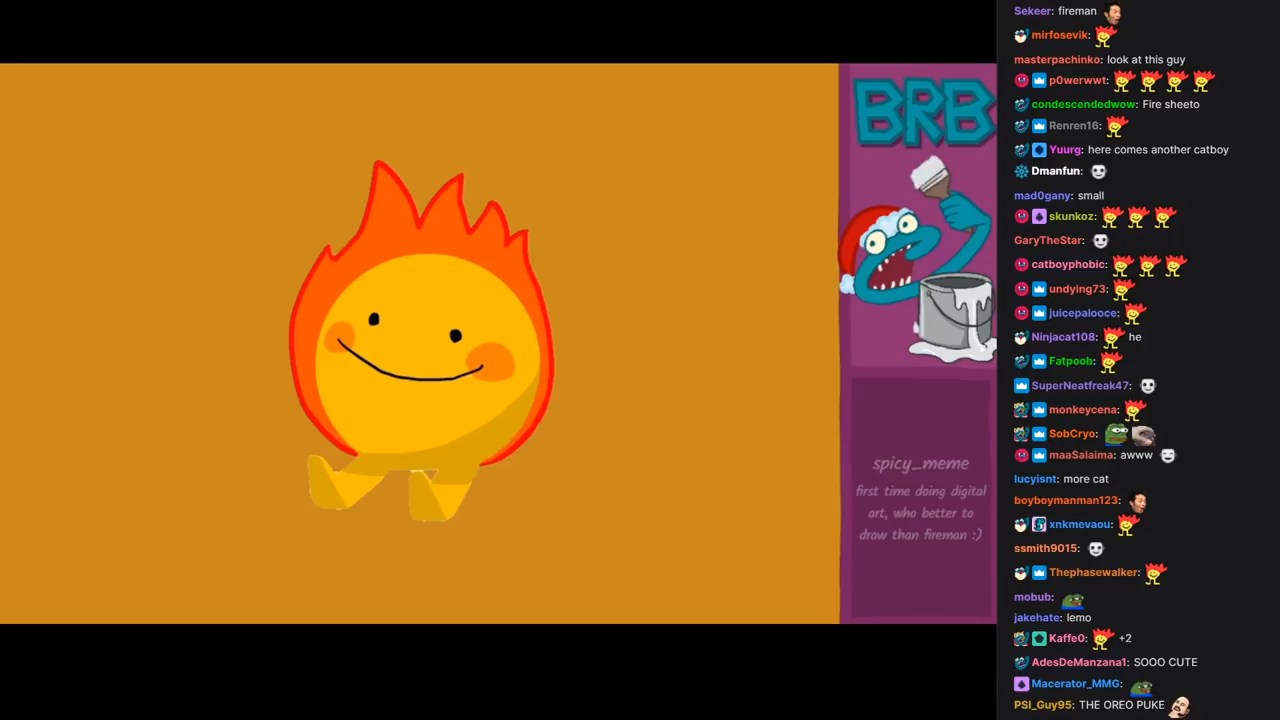 BRB
spicy_meme
first time doing digital
art, who better to
draw than fireman :)
Sekeer: fireman
mirfosevik:
masterpachinko: look at this guy
p0werwwt:
condescendedwow: Fire sheeto
Renren16:
Yuurg: here comes another catboy
Dmanfun:
mad0gany: small
skunkoz:
GaryTheStar:
catboyphobic:
undying73:
juicepalooce:
Ninjacat108: he
Fatpoob:
SuperNeatfreak47:
monkeycena:
SobCryo:
maaSalaima: awww
lucyisnt: more cat
boyboymanman123:
xnkmevaou:
ssmith9015:
Thephasewalker:
mobub:
jakehate: lemo
Kaffe0: +2
AdesDeManzana1: SOOO CUTE
Macerator_MMG:
PSI_Guy95: THE OREO PUKE